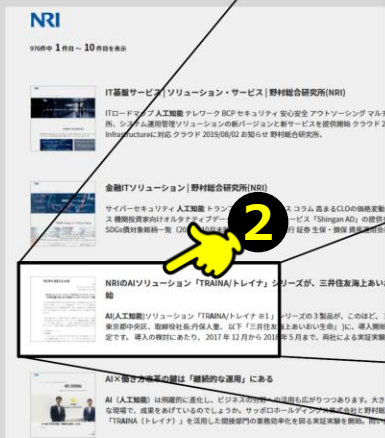 NRI
976件中 1件目 ～ 10件目を表示
IT基盤サービス | ソリューション・サービス | 野村総合研究所(NRI)
ITロードマップ 人工知能 テレワーク BCP セキュリティ 安心安全 アウトソーシング マルチ
所、システム運用管理ソリューションの新バージョンと新サービスを提供開始 クラウド 2
Infrastructureに対応 クラウド 2019/08/02 お知らせ 野村総合研究所、
金融ITソリューション | 野村総合研究所(NRI)
サイバーセキュリティ 人工知能 トランス コラム 高まるCLOの価格変動
ス 機関投資家向けオルタナティブデー ービス「Shingan AD」の提供
SDGs債対象銘柄一覧 行 証券 生保・損保 資産運用会
2
NRIのAIソリューション「TRAINA/トレイナ」シリーズが、三井住友海上あいお
始
AI(人工知能)ソリューション「TRAINA/トレイナ ※1」シリーズの3製品が、このほど、三
東京都中央区、取締役社長:丹保人重、以下「三井住友海上あいおい生命」)に、導入開始
定です。 導入の検討にあたり、2017 年 12 月から 2018 年 5 月まで、両社による実証実験
AI×働き方改革の鍵は「継続的な運用」にある
AI（人工知能）は飛躍的に進化し、ビジネスの分野への活用も広がりつつあります。大さ
な現場で、成果をあげているのでしょうか。サッポロホールディングス株式会社と野村総
「TRAINA（トレイナ）」を活用した間接部門の業務効率化を図る実証実験を開始。問い